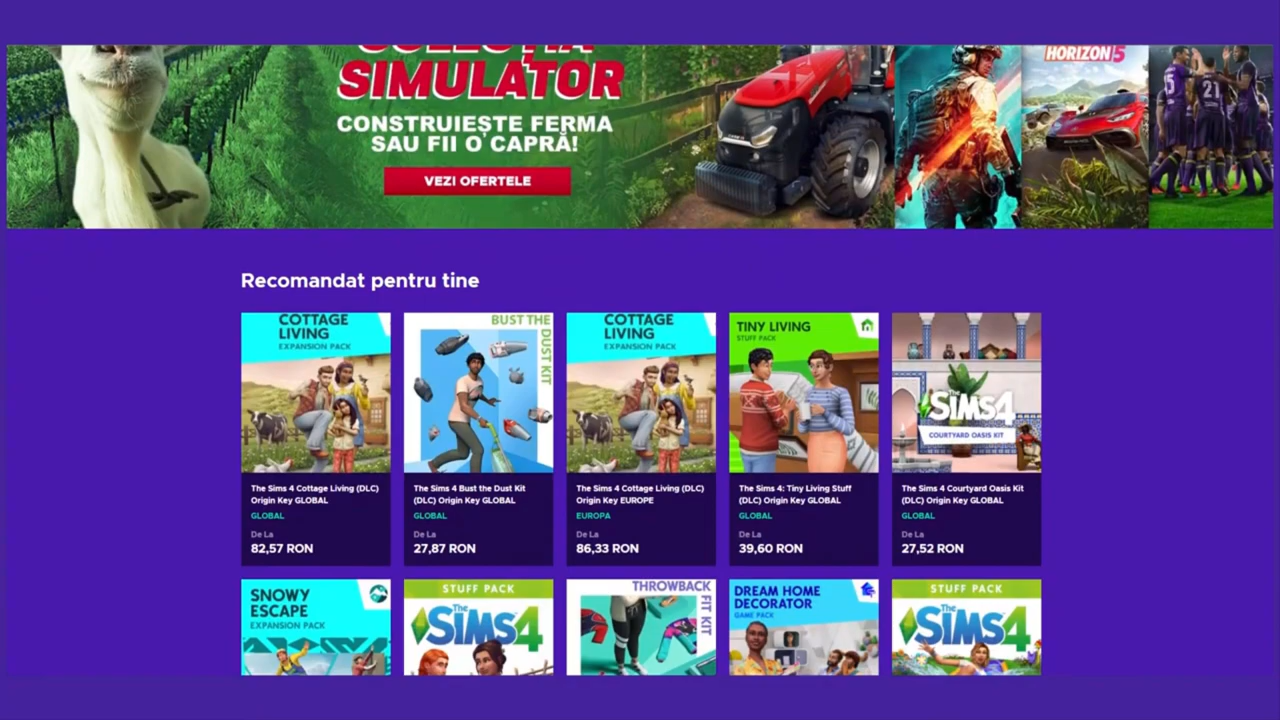 COLECȚIA
SIMULATOR
CONSTRUIEȘTE FERMA
SAU FII O CAPRĂ!
VEZI OFERTELE
HORIZON 5
15
21
Recomandat pentru tine
COTTAGE
LIVING
EXPANSION PACK
BUST THE
DUST KIT
COTTAGE
LIVING
EXPANSION PACK
TINY LIVING
STUFF PACK
The
SIMS4
COURTYARD OASIS KIT
The Sims 4 Cottage Living (DLC)
Origin Key GLOBAL
GLOBAL
De La
82,57 RON
The Sims 4 Bust the Dust Kit
(DLC) Origin Key GLOBAL
GLOBAL
De La
27,87 RON
The Sims 4 Cottage Living (DLC)
Origin Key EUROPE
EUROPA
De La
86,33 RON
The Sims 4: Tiny Living Stuff
(DLC) Origin Key GLOBAL
GLOBAL
De La
39,60 RON
The Sims 4 Courtyard Oasis Kit
(DLC) Origin Key GLOBAL
GLOBAL
De La
27,52 RON
SNOWY
ESCAPE
EXPANSION PACK
STUFF PACK
The
SIMS4
THROWBACK
FIT KIT
DREAM HOME
DECORATOR
GAME PACK
STUFF PACK
The
SIMS4